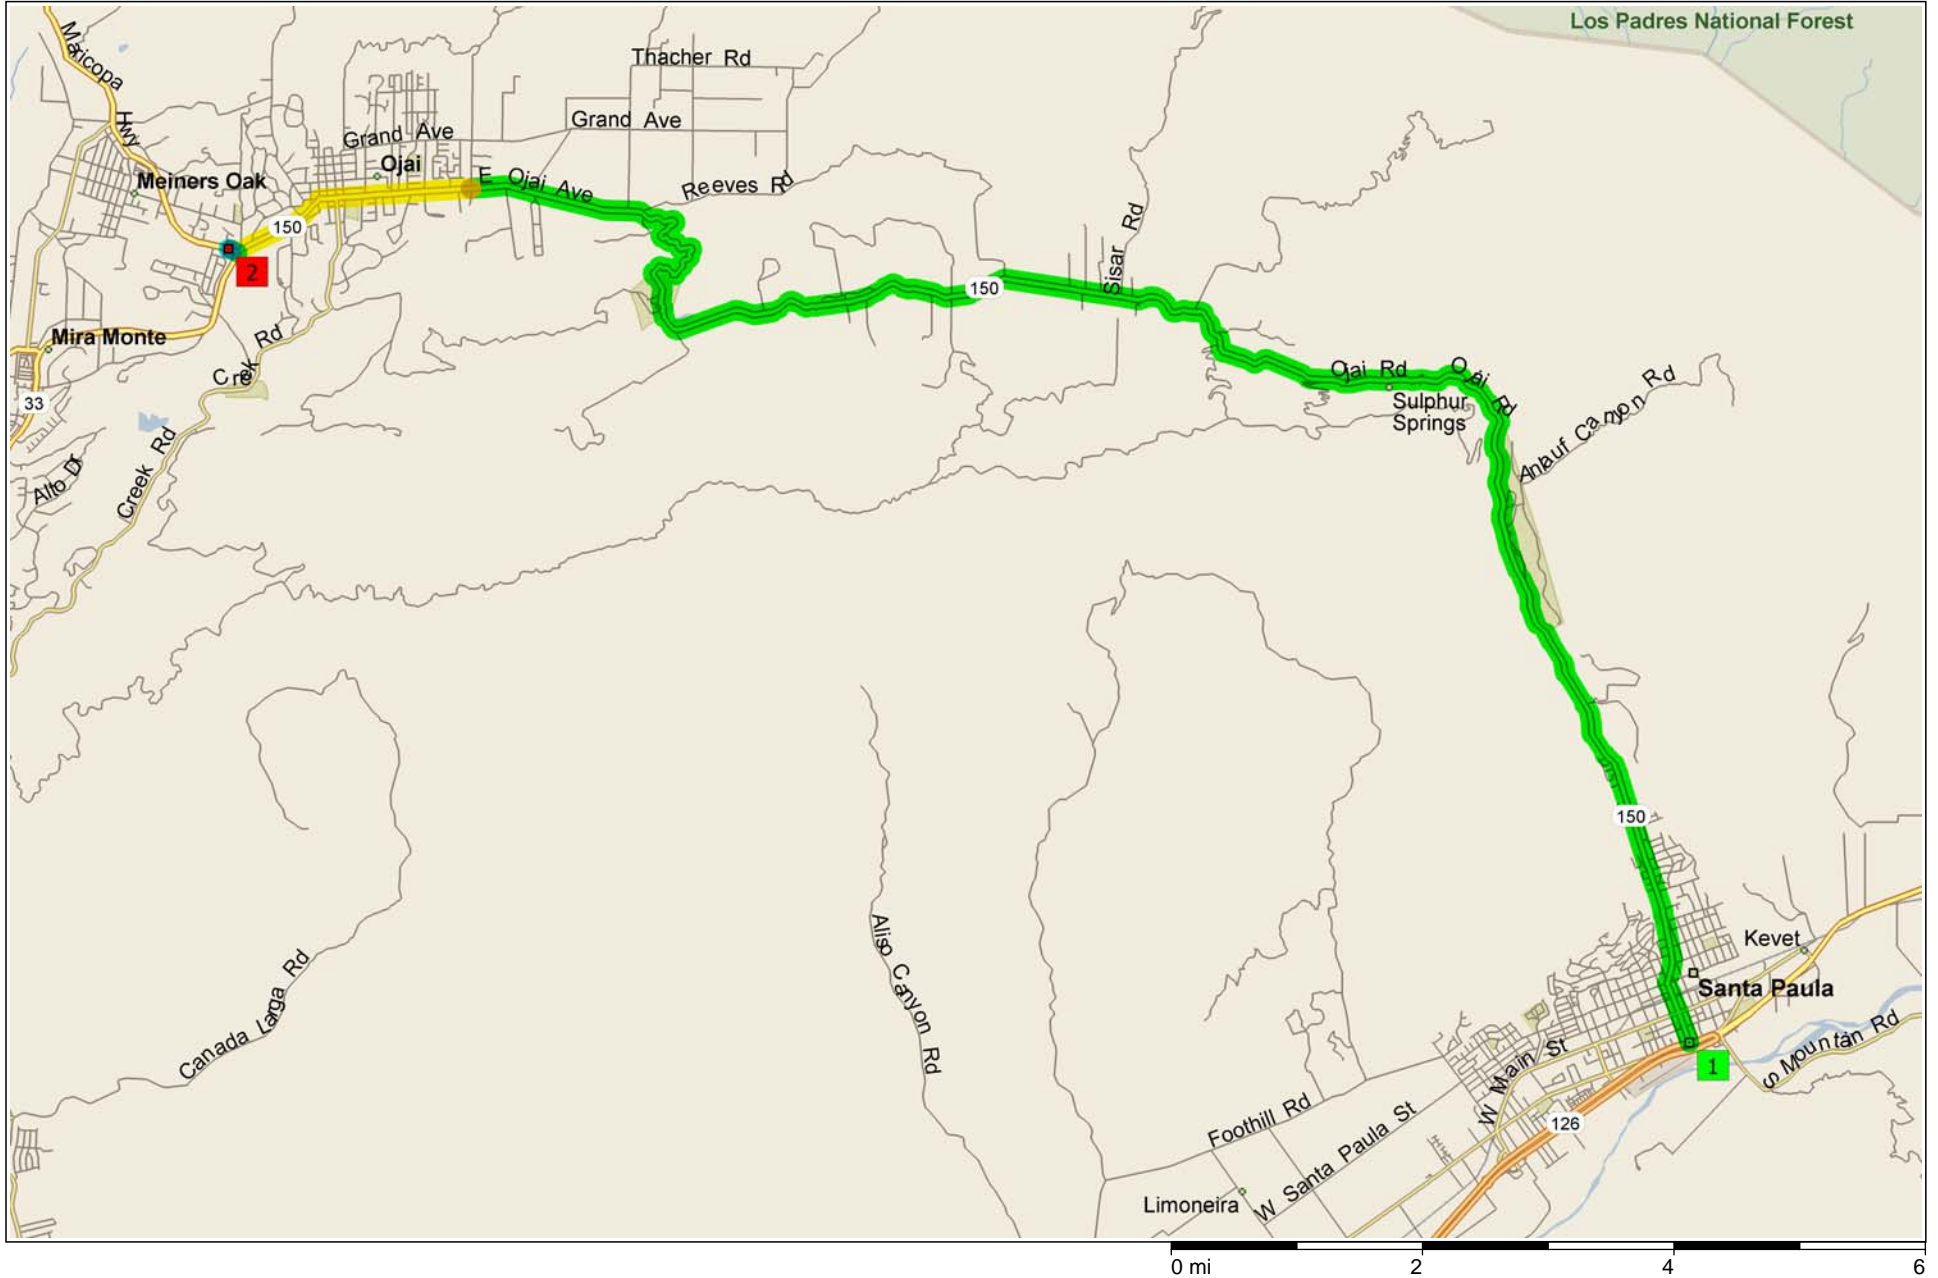 Los Padres National Forest
Maricopa Hwy
Thacher Rd
Grand Ave
Grand Ave
Ojai
Meiners Oak
E Ojai Ave
Reeves Rd
150
2
Sisar Rd
150
Mira Monte
Creek Rd
33
Ojai Rd
Ojai Rd
Sulphur
Springs
Anlauf Canyon Rd
Alto Dr
Creek Rd
150
Aliso Canyon Rd
Kevet
Canada Larga Rd
Santa Paula
S Mountain Rd
W Main St
1
Foothill Rd
W Santa Paula St
126
Limoneira
0 mi 2 4 6